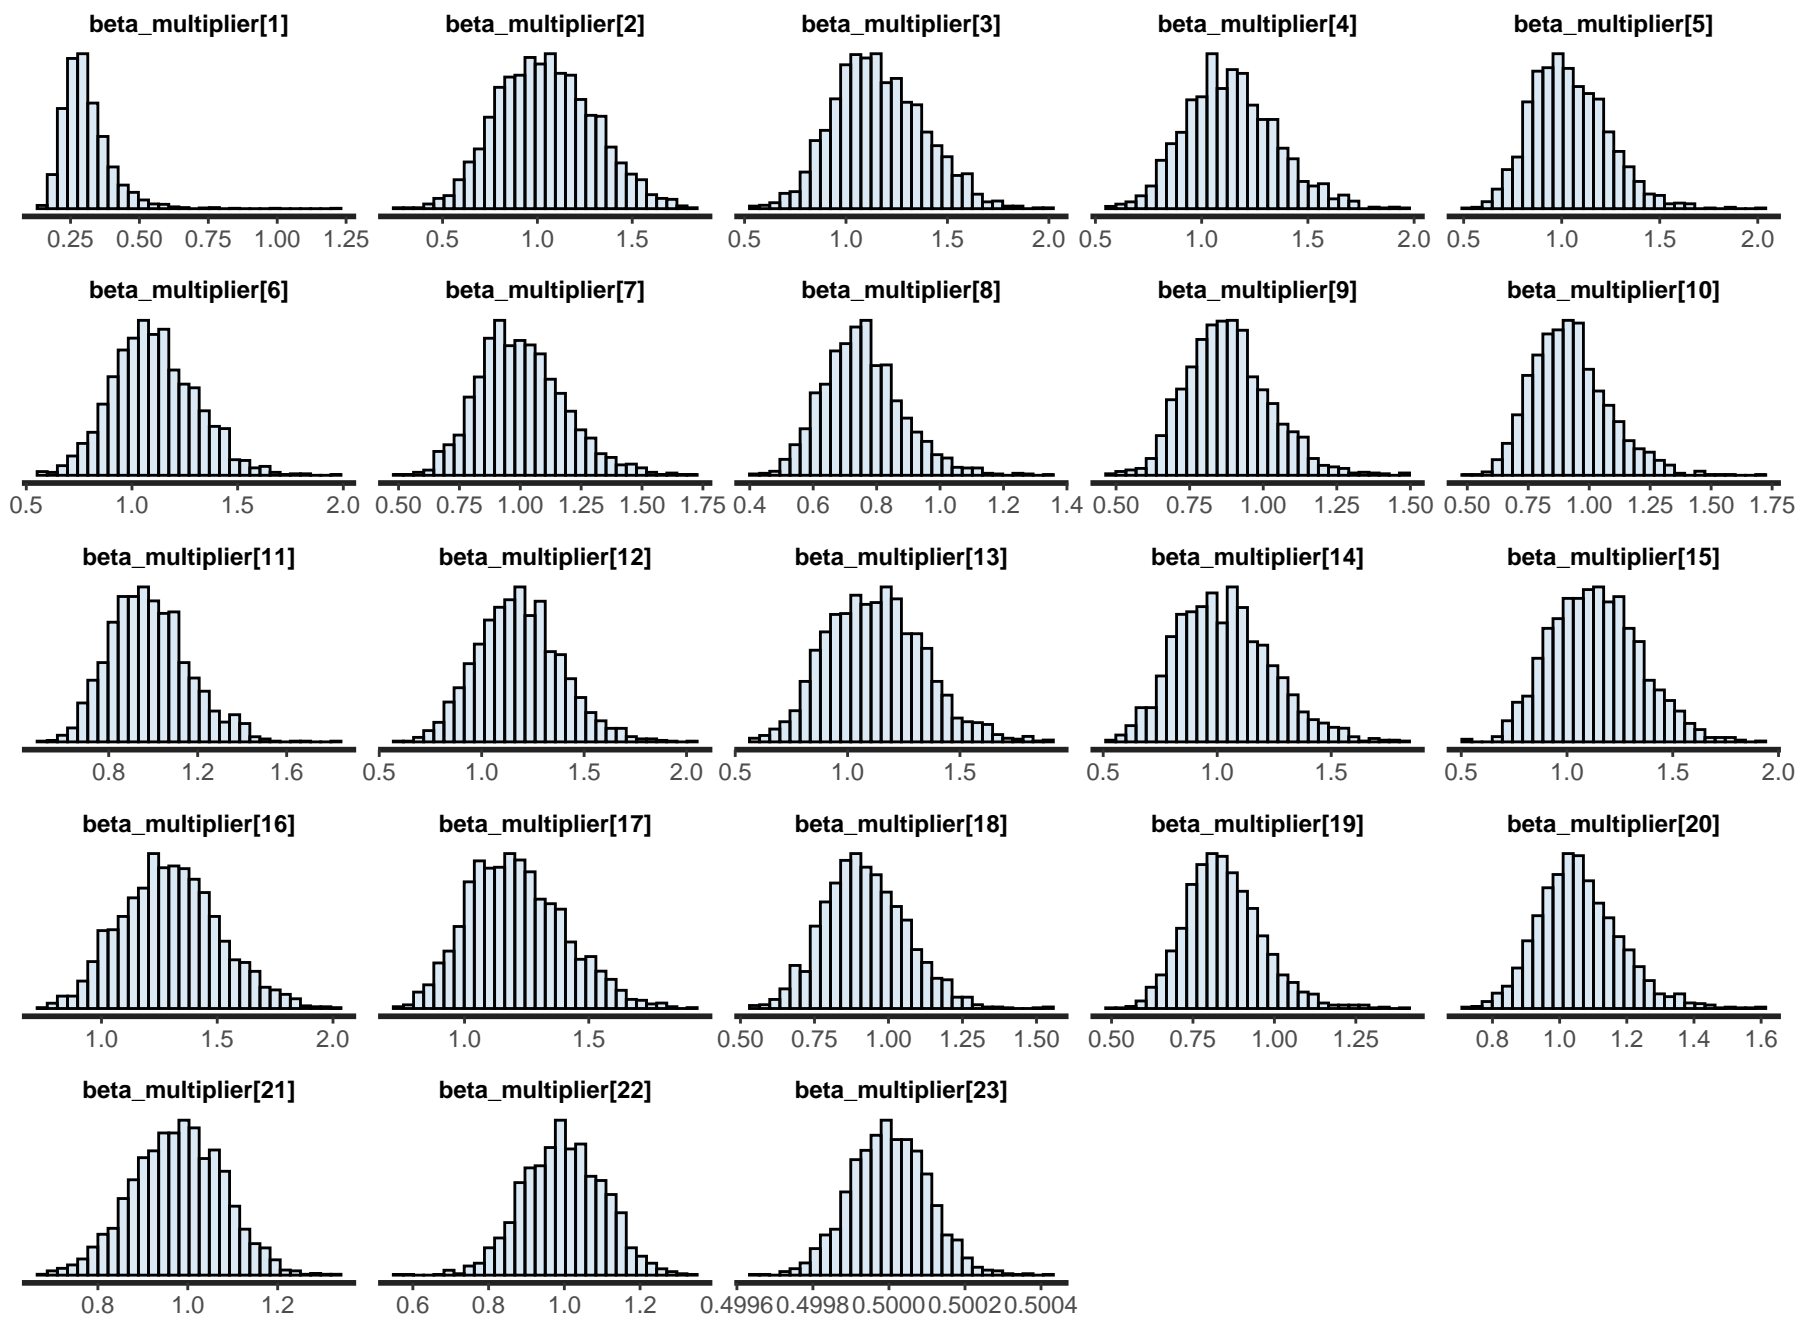 beta_multiplier[1] beta_multiplier[2] beta_multiplier[3] beta_multiplier[4] beta_multiplier[5]
0.25 0.50 0.75 1.00 1.25 0.5 1.0 1.5 0.5 1.0 1.5 2.0 0.5 1.0 1.5 2.0 0.5 1.0 1.5 2.0
beta_multiplier[6] beta_multiplier[7] beta_multiplier[8] beta_multiplier[9] beta_multiplier[10]
0.5 1.0 1.5 2.0 0.50 0.75 1.00 1.25 1.50 1.75 0.4 0.6 0.8 1.0 1.2 1.4 0.50 0.75 1.00 1.25 1.50 0.50 0.75 1.00 1.25 1.50 1.75
beta_multiplier[11] beta_multiplier[12] beta_multiplier[13] beta_multiplier[14] beta_multiplier[15]
0.8 1.2 1.6 0.5 1.0 1.5 2.0 0.5 1.0 1.5 0.5 1.0 1.5 0.5 1.0 1.5 2.0
beta_multiplier[16] beta_multiplier[17] beta_multiplier[18] beta_multiplier[19] beta_multiplier[20]
1.0 1.5 2.0 1.0 1.5 0.50 0.75 1.00 1.25 1.50 0.50 0.75 1.00 1.25 0.8 1.0 1.2 1.4 1.6
beta_multiplier[21] beta_multiplier[22] beta_multiplier[23]
0.8 1.0 1.2 0.6 0.8 1.0 1.2 0.4996 0.4998 0.5000 0.5002 0.5004